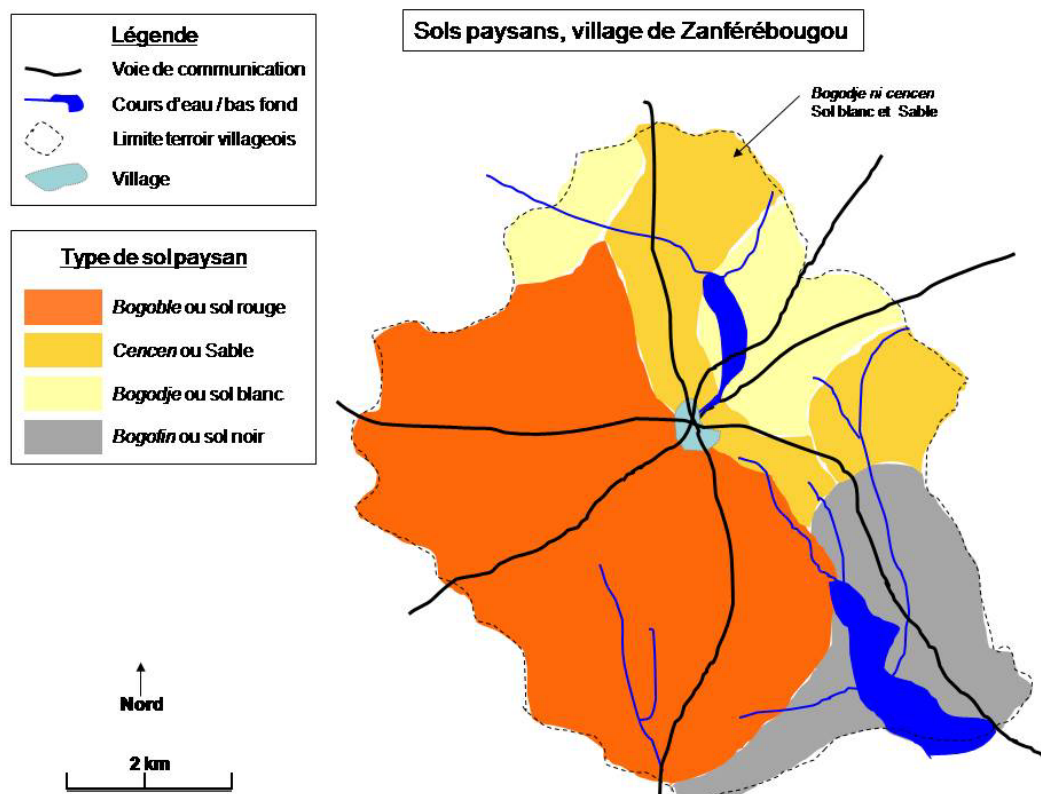 Légende
Voie de communication
Cours d'eau / bas fond
Limite terroir villageois
Village
Type de sol paysan
Bogoble ou sol rouge
Cencen ou Sable
Bogodje ou sol blanc
Bogofin ou sol noir
Nord
2 km
Sols paysans, village de Zanférébougou
Bogodje ni cencen
Sol blanc et Sable